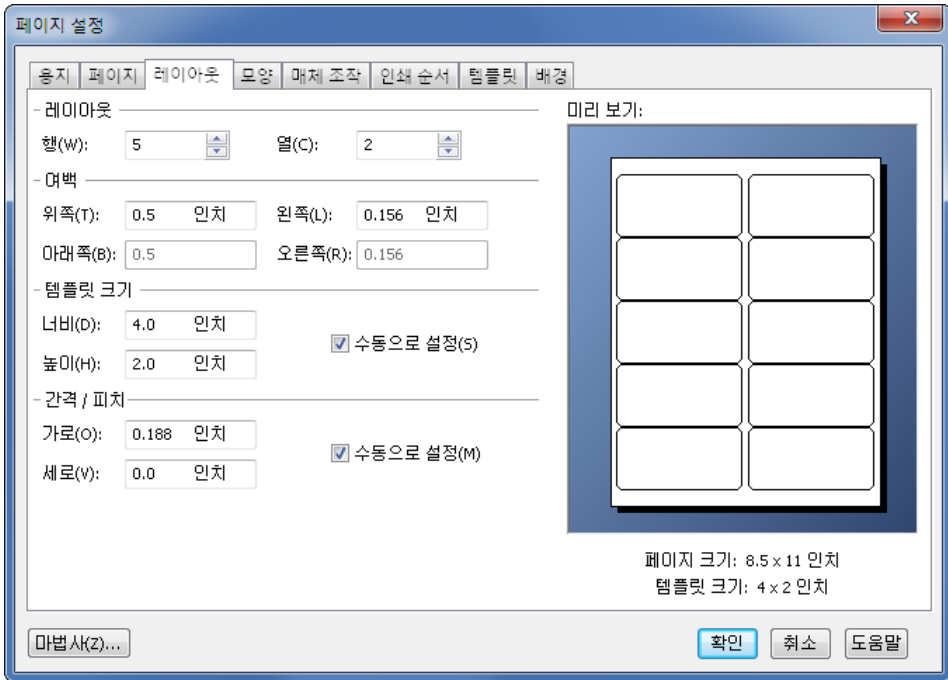 페이지 설정
용지 페이지 레이아웃 모양 매체 조작 인쇄 순서 템플릿 배경
레이아웃
행(W): 5 열(C): 2
여백
위쪽(T): 0.5 인치 왼쪽(L): 0.156 인치
아래쪽(B): 0.5 오른쪽(R): 0.156
템플릿 크기
너비(D): 4.0 인치
수동으로 설정(S)
높이(H): 2.0 인치
간격 / 피치
가로(O): 0.188 인치
수동으로 설정(M)
세로(V): 0.0 인치
미리 보기:
페이지 크기: 8.5 x 11 인치
템플릿 크기: 4 x 2 인치
마법사(Z)... 확인 취소 도움말